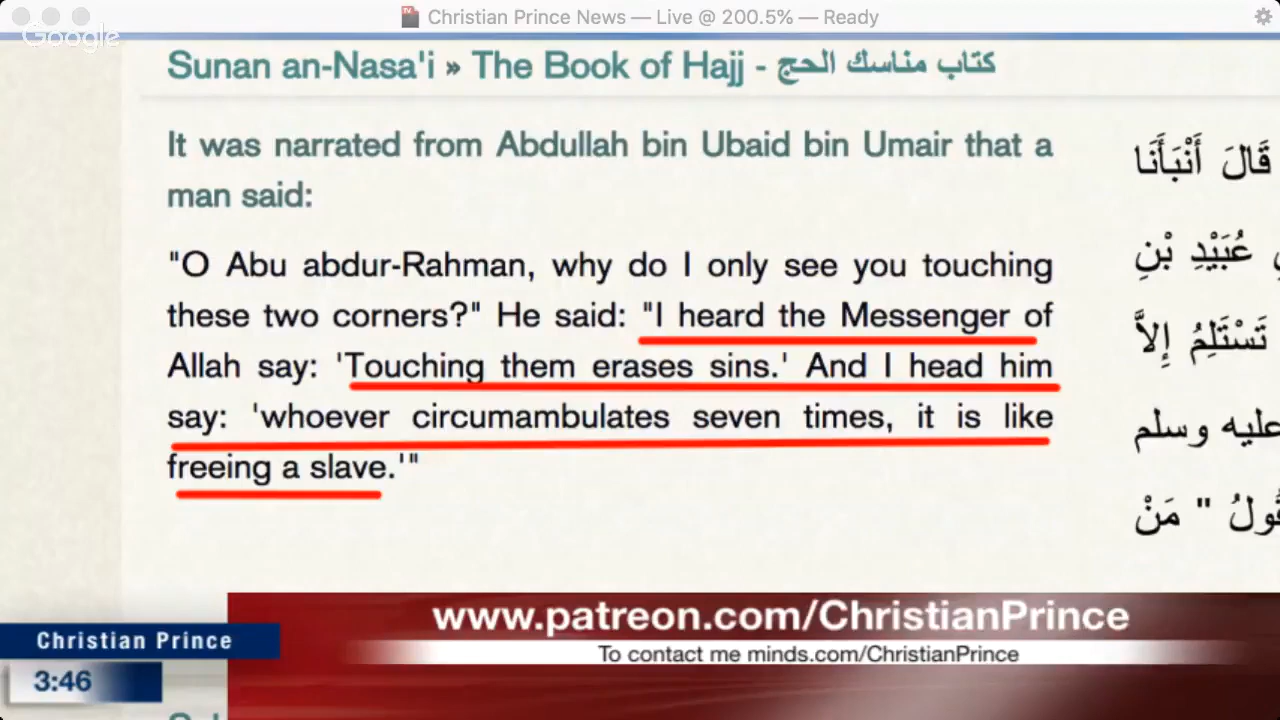 Christian Prince News — Live @ 200.5% — Ready
Google
Sunan an-Nasa'i » The Book of Hajj - كتاب مناسك الحج
It was narrated from Abdullah bin Ubaid bin Umair that a
man said:
"O Abu abdur-Rahman, why do I only see you touching
these two corners?" He said: "I heard the Messenger of
Allah say: 'Touching them erases sins.' And I head him
say: 'whoever circumambulates seven times, it is like
freeing a slave.'"
قَالَ أَنْبَأَنَا
عُبَيْدِ بْنِ
تَسْتَلِمُ إِلاَّ
عليه وسلم
" مَنْ
www.patreon.com/ChristianPrince
To contact me minds.com/ChristianPrince
Christian Prince
3:46